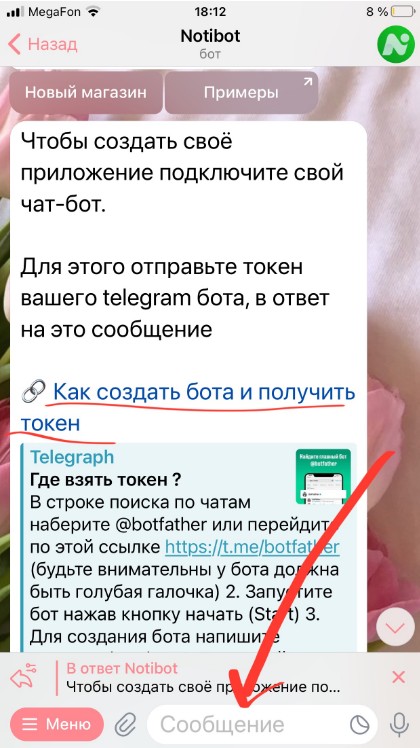 MegaFon 18:12 8 %
Назад
Notibot
бот
Новый магазин Примеры
Чтобы создать своё
приложение подключите свой
чат-бот.
Для этого отправьте токен
вашего telegram бота, в ответ
на это сообщение
Как создать бота и получить
токен
Telegraph
Где взять токен ?
В строке поиска по чатам
наберите @botfather или перейдите
по этой ссылке https://t.me/botfather
(будьте внимательны у бота должна
быть голубая галочка) 2. Запустите
бот нажав кнопку начать (Start) 3.
Для создания бота напишите
Найдите главный бот
@botfather
В ответ Notibot
Чтобы создать своё приложение по...
Меню
Сообщение